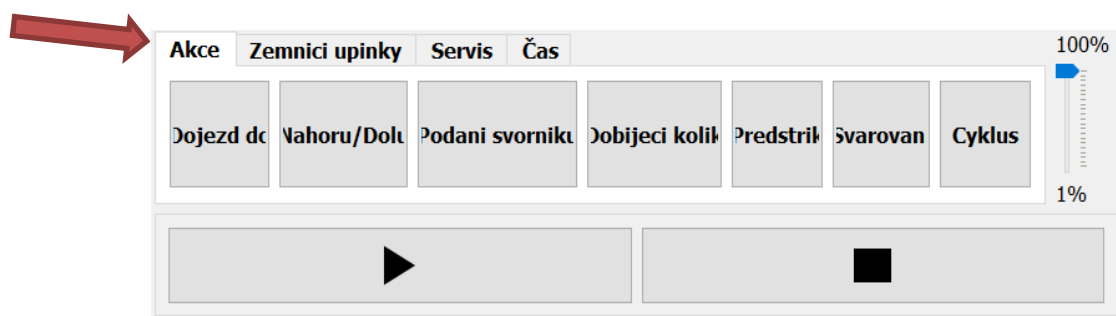 Akce Zemnici upinky Servis Čas 100%
Dojezd do Nahoru/Dolu Podani svorniku Dobijeci kolik Predstrik Svarovan Cyklus
1%